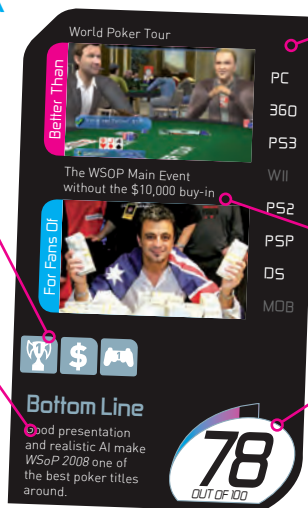 World Poker Tour
Better Than
The WSOP Main Event
without the $10,000 buy-in
For Fans Of
PC
360
PS3
WII
PS2
PSP
DS
MOB
1
Bottom Line
Good presentation
and realistic AI make
WSoP 2008 one of
the best poker titles
around.
78
OUT OF 100